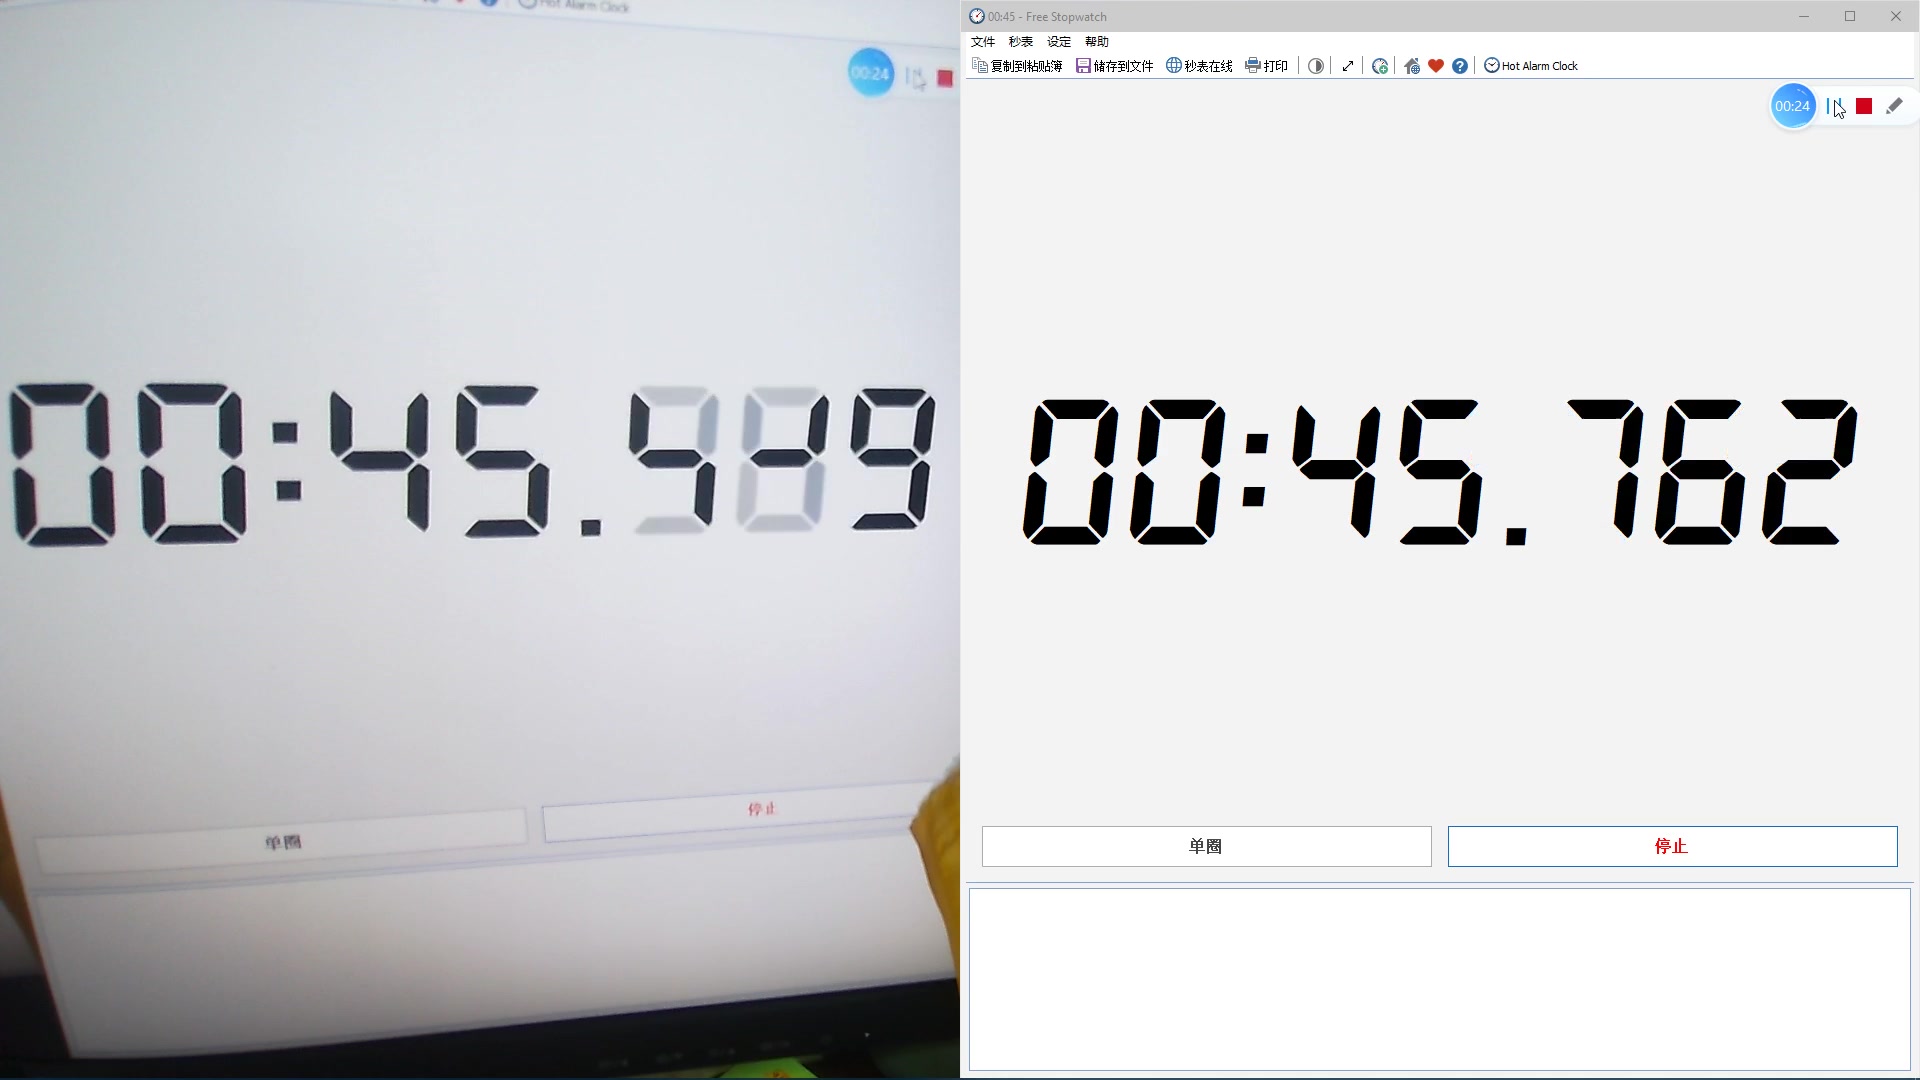 Hot Alarm Clock
00:24
00:45.
单圈
停止
00:45 - Free Stopwatch
文件 秒表 设定 帮助
复制到粘贴簿 储存到文件 秒表在线 打印 Hot Alarm Clock
00:24
00:45.762
单圈
停止